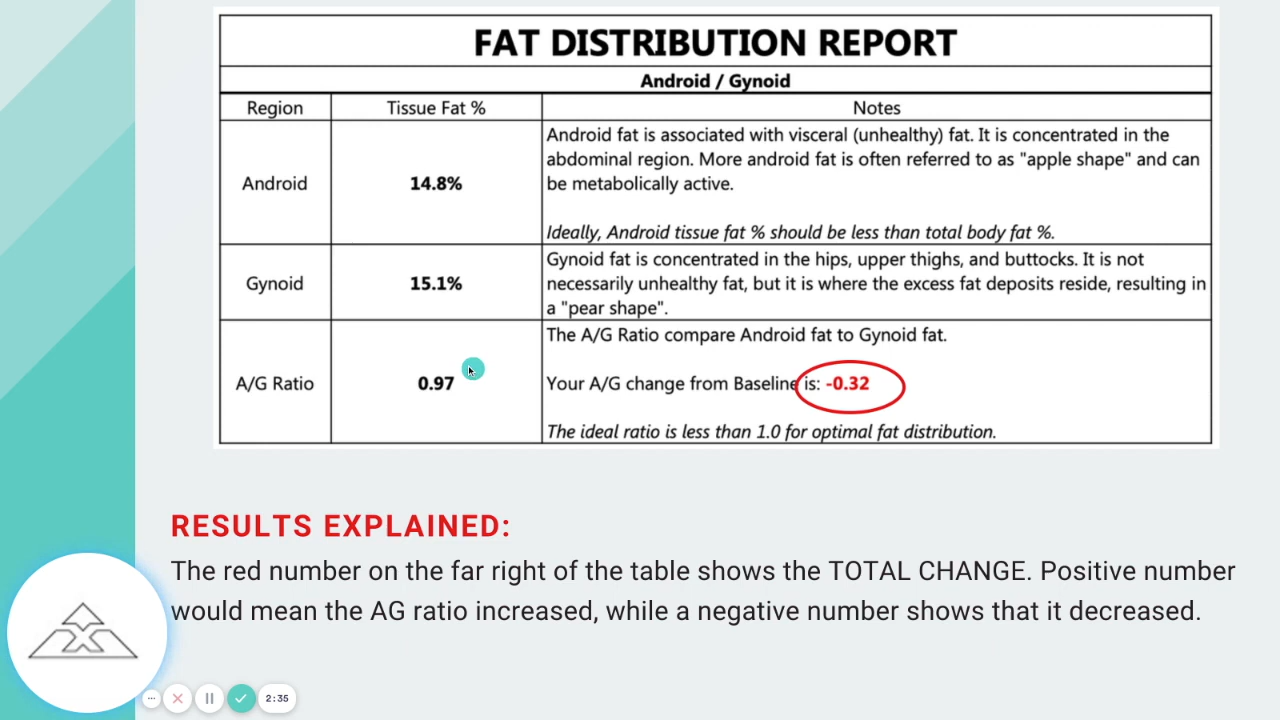 FAT DISTRIBUTION REPORT
Android / Gynoid
Region
Tissue Fat %
Notes
Android
14.8%
Android fat is associated with visceral (unhealthy) fat. It is concentrated in the
abdominal region. More android fat is often referred to as "apple shape" and can
be metabolically active.
Ideally, Android tissue fat % should be less than total body fat %.
Gynoid
15.1%
Gynoid fat is concentrated in the hips, upper thighs, and buttocks. It is not
necessarily unhealthy fat, but it is where the excess fat deposits reside, resulting in
a "pear shape".
A/G Ratio
0.97
The A/G Ratio compare Android fat to Gynoid fat.
Your A/G change from Baseline is: -0.32
The ideal ratio is less than 1.0 for optimal fat distribution.
RESULTS EXPLAINED:
The red number on the far right of the table shows the TOTAL CHANGE. Positive number
would mean the AG ratio increased, while a negative number shows that it decreased.
2:35